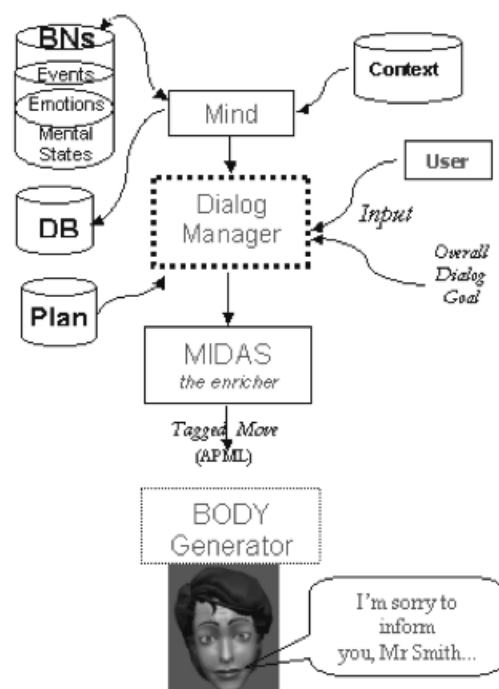 BNs
Events
Emotions
Mental
States
Context
Mind
User
DB
Dialog
Manager
Input
Overall
Dialog
Goal
Plan
MIDAS
the enricher
Tagged Move
(APML)
BODY
Generator
I'm sorry to
inform
you, Mr Smith...